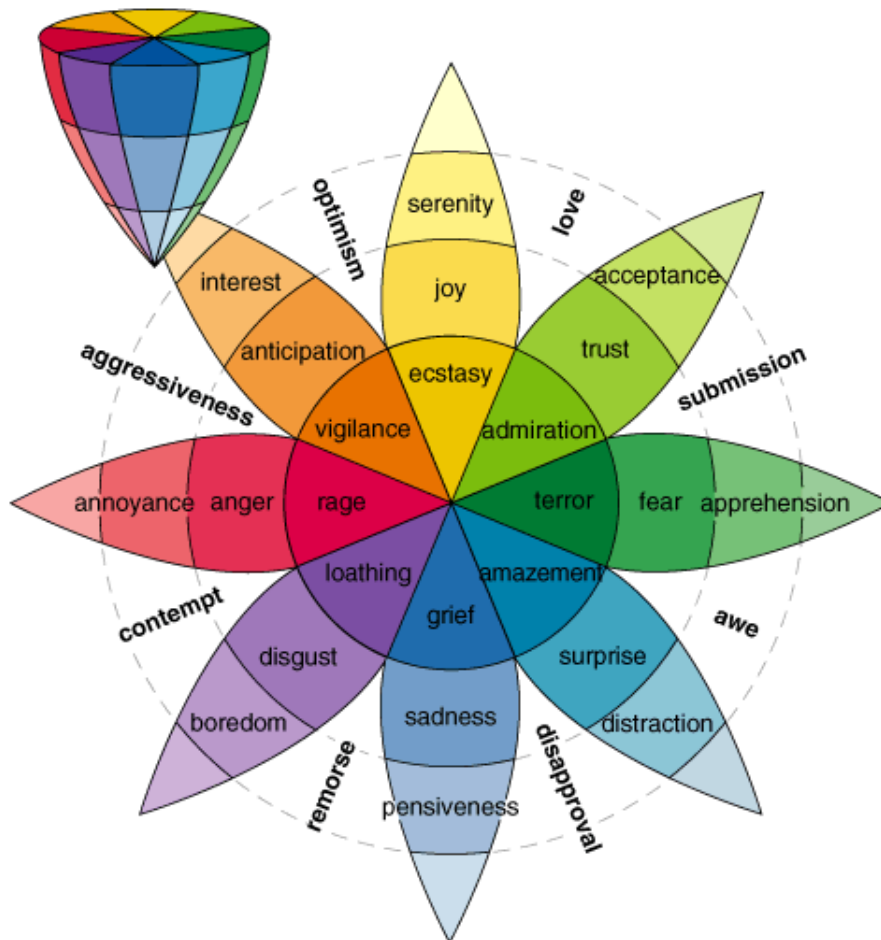 optimism
love
serenity
interest
acceptance
joy
anticipation
trust
aggressiveness
ecstasy
submission
vigilance
admiration
annoyance
anger
rage
terror
fear
apprehension
loathing
amazement
contempt
grief
awe
disgust
surprise
boredom
sadness
distraction
remorse
disapproval
pensiveness